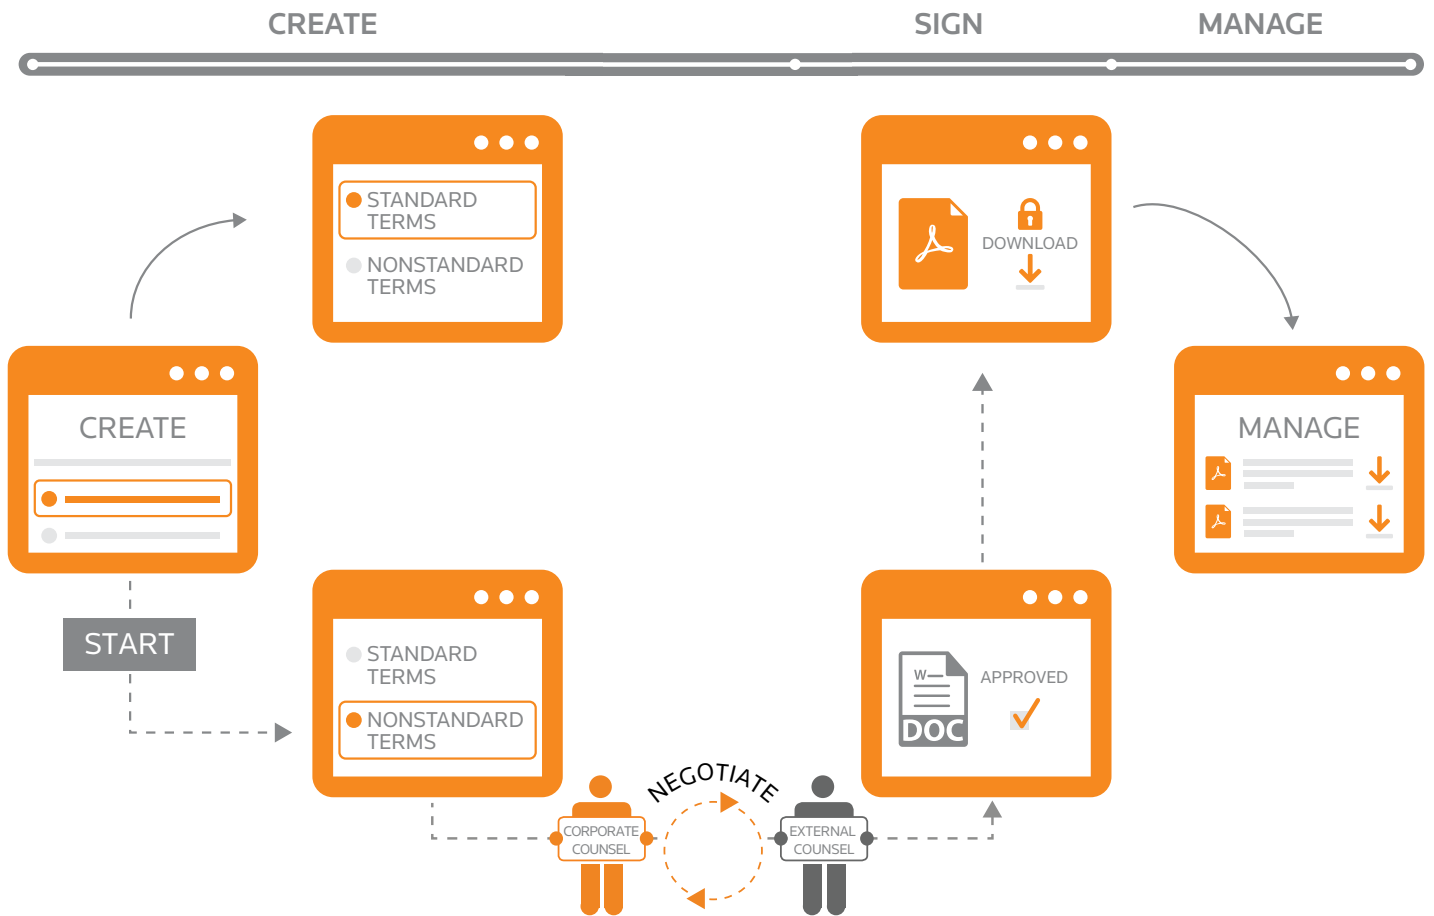 CREATE
SIGN
MANAGE
STANDARD
TERMS
NONSTANDARD
TERMS
DOWNLOAD
CREATE
MANAGE
START
STANDARD
TERMS
NONSTANDARD
TERMS
W
DOC
APPROVED
NEGOTIATE
CORPORATE
COUNSEL
EXTERNAL
COUNSEL